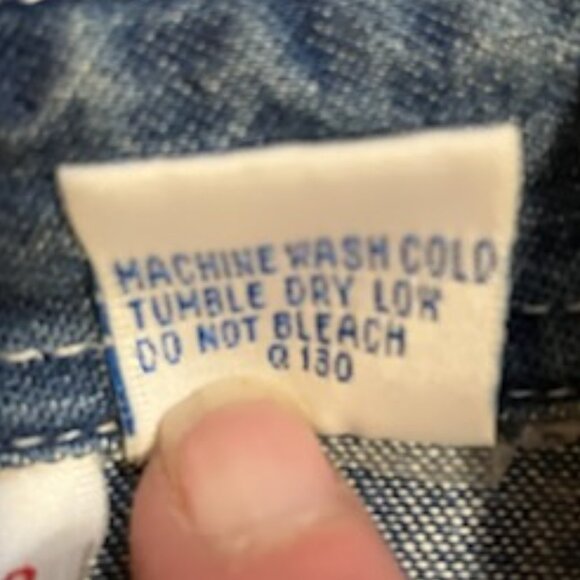 MACHINE WASH COLD
TUMBLE DRY LOW
DO NOT BLEACH
Q 130